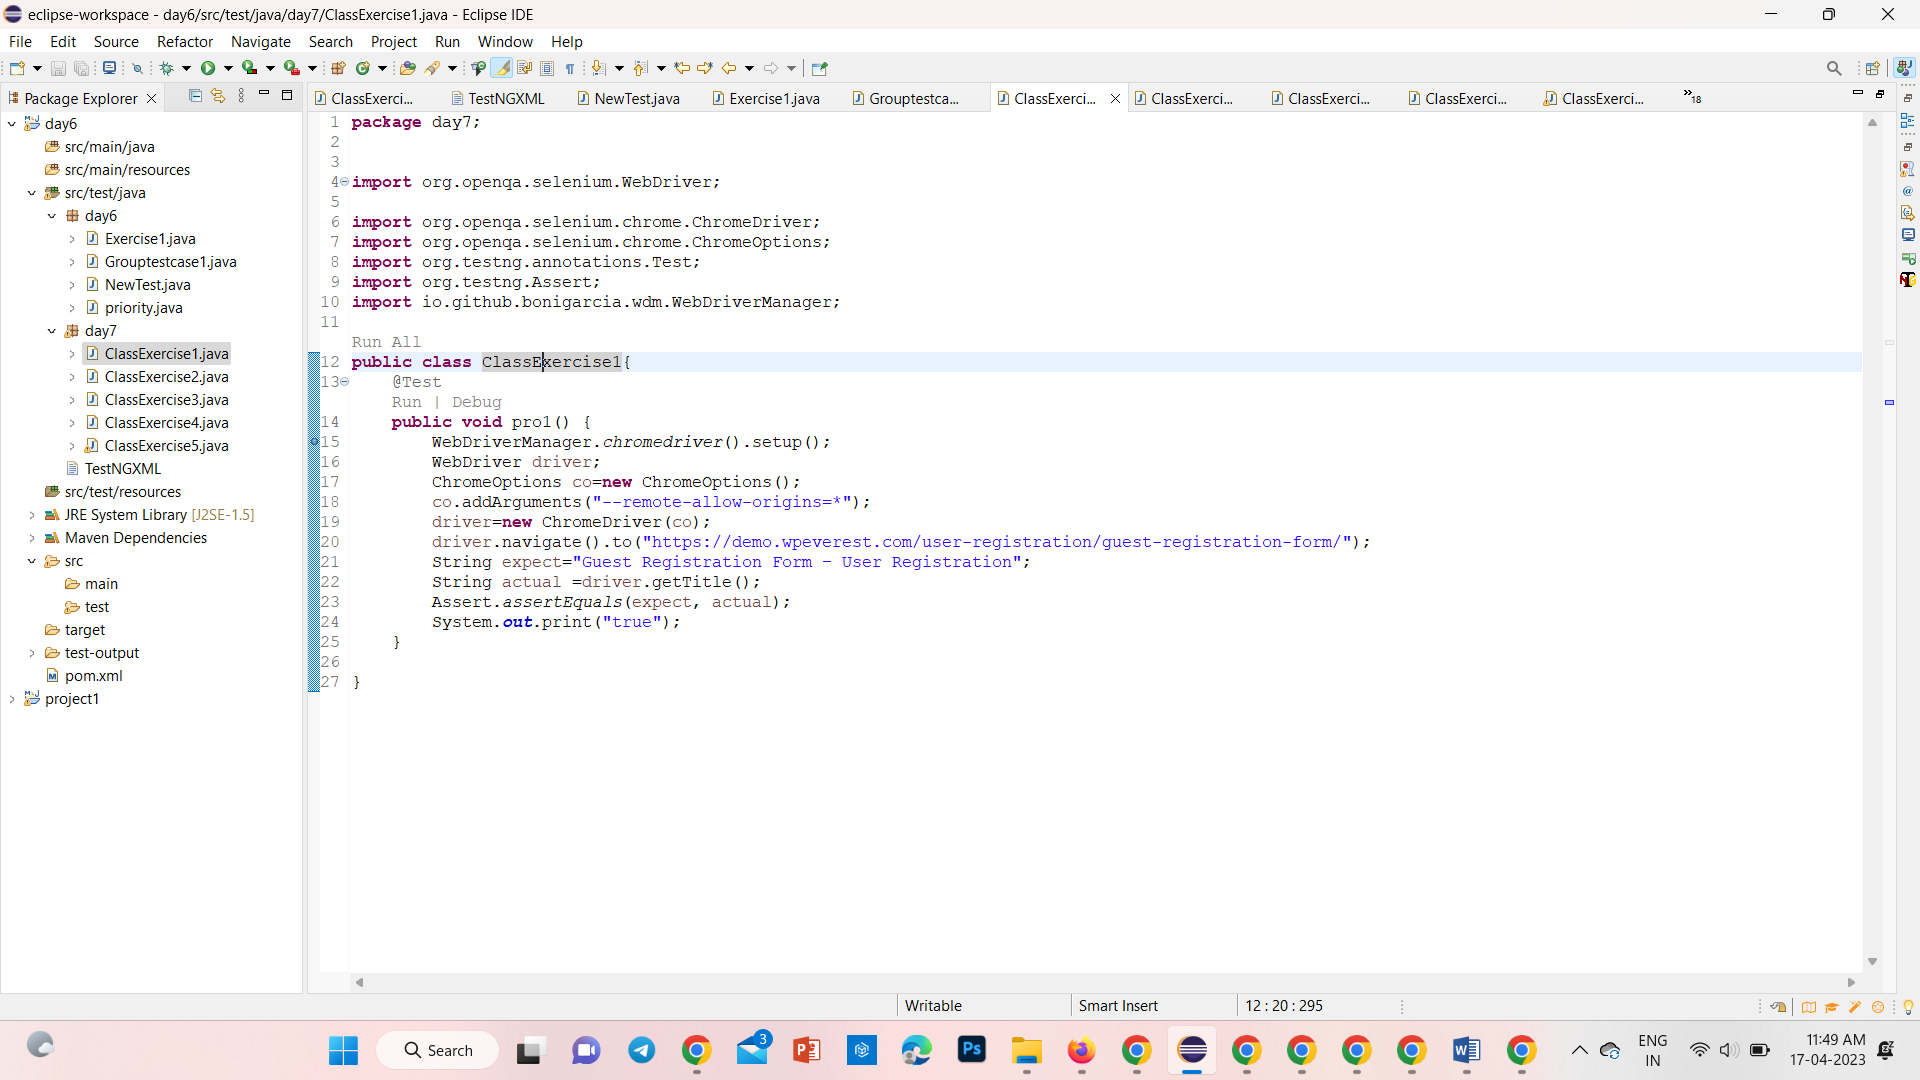 eclipse-workspace - day6/src/test/java/day7/ClassExercise1.java - Eclipse IDE
File Edit Source Refactor Navigate Search Project Run Window Help
Package Explorer
ClassExerci... TestNGXML NewTest.java Exercise1.java Grouptestca... ClassExerci... ClassExerci... ClassExerci... ClassExerci... ClassExerci... »18
day6
src/main/java
src/main/resources
src/test/java
day6
Exercise1.java
Grouptestcase1.java
NewTest.java
priority.java
day7
ClassExercise1.java
ClassExercise2.java
ClassExercise3.java
ClassExercise4.java
ClassExercise5.java
TestNGXML
src/test/resources
JRE System Library [J2SE-1.5]
Maven Dependencies
src
main
test
target
test-output
pom.xml
project1
1 package day7;
2
3
4 import org.openqa.selenium.WebDriver;
5
6 import org.openqa.selenium.chrome.ChromeDriver;
7 import org.openqa.selenium.chrome.ChromeOptions;
8 import org.testng.annotations.Test;
9 import org.testng.Assert;
10 import io.github.bonigarcia.wdm.WebDriverManager;
11
Run All
12 public class ClassExercise1{
13 @Test
Run | Debug
14 public void pro1() {
15 WebDriverManager.chromedriver().setup();
16 WebDriver driver;
17 ChromeOptions co=new ChromeOptions();
18 co.addArguments("--remote-allow-origins=*");
19 driver=new ChromeDriver(co);
20 driver.navigate().to("https://demo.wpeverest.com/user-registration/guest-registration-form/");
21 String expect="Guest Registration Form – User Registration";
22 String actual =driver.getTitle();
23 Assert.assertEquals(expect, actual);
24 System.out.print("true");
25 }
26
27 }
Writable Smart Insert 12 : 20 : 295
Search
3
Ps
ENG
IN
11:49 AM
17-04-2023